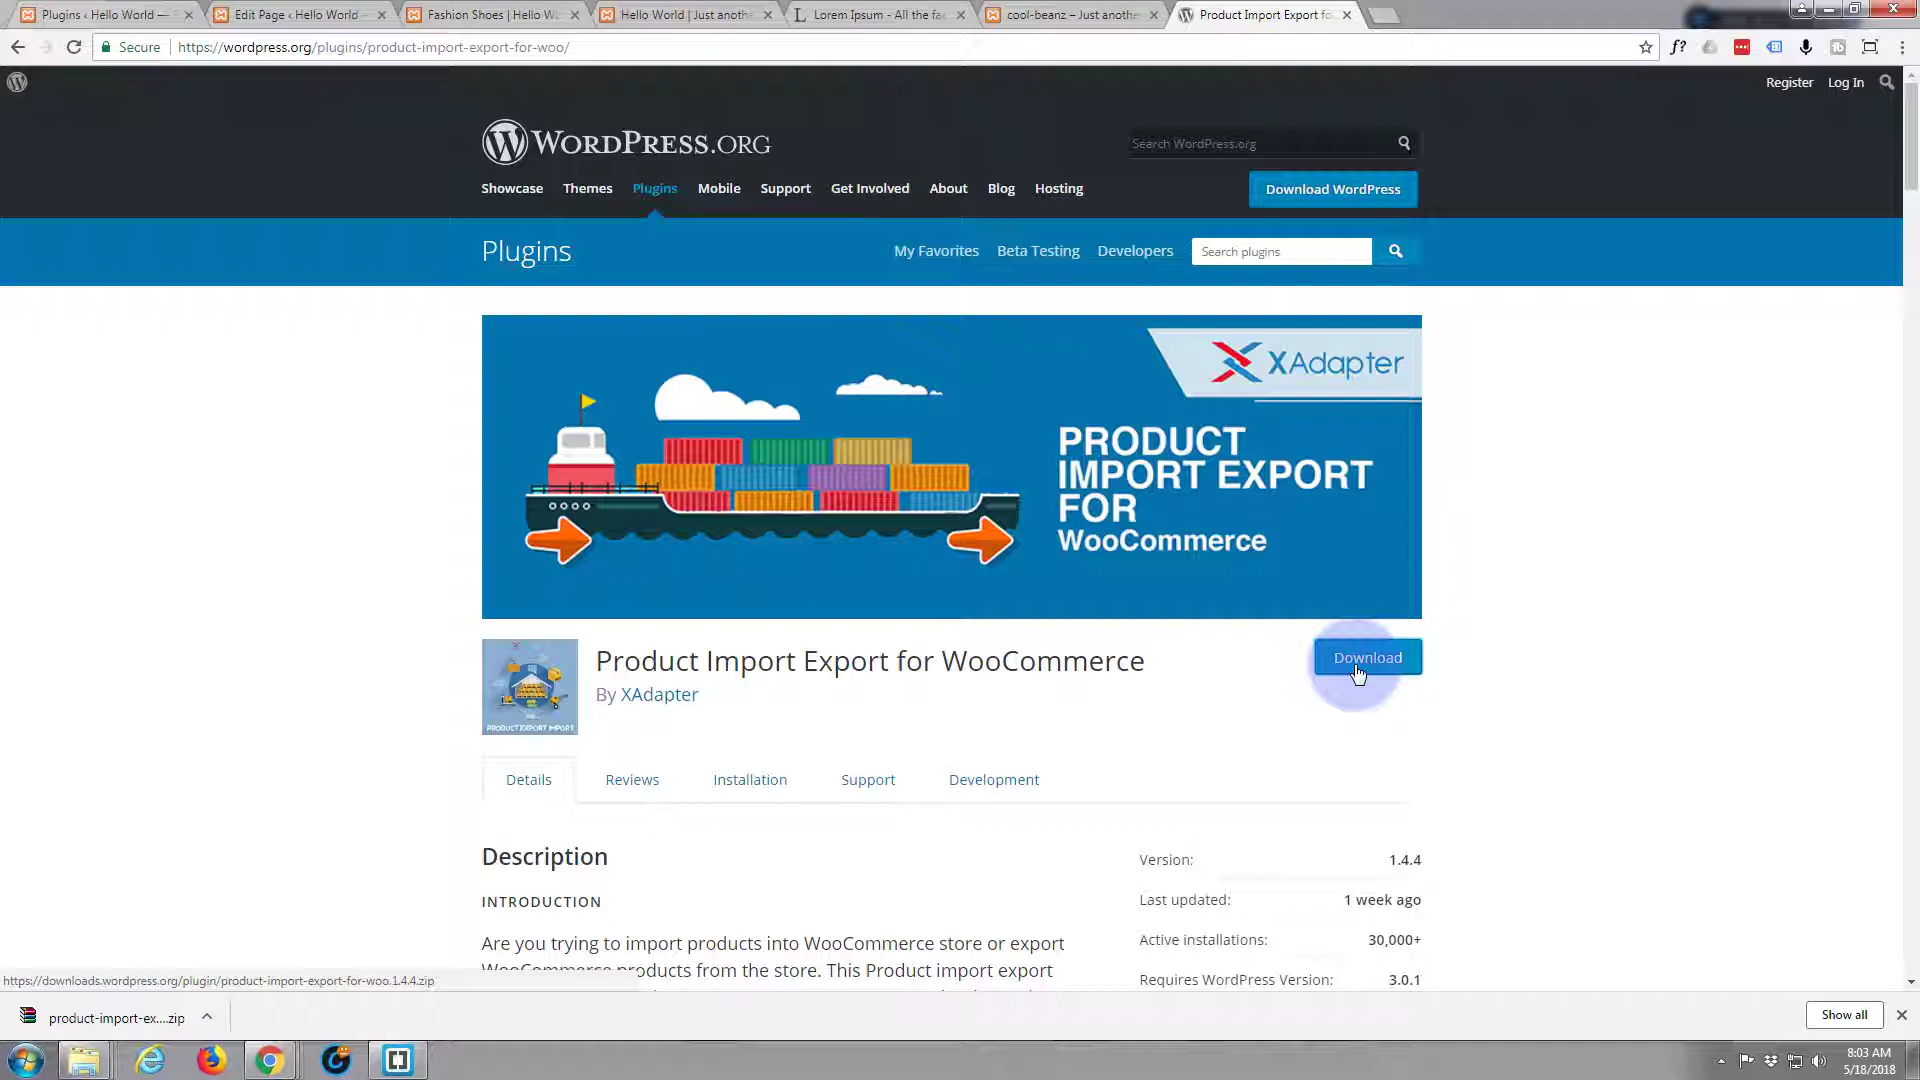 Plugins ‹ Hello World —
Edit Page ‹ Hello World —
Fashion Shoes | Hello Wo
Hello World | Just anothe
Lorem Ipsum - All the fac
cool-beanz – Just anothe
Product Import Export fo
Secure
https://wordpress.org/plugins/product-import-export-for-woo/
f?
Register
Log In
WORDPRESS.ORG
Search WordPress.org
Showcase
Themes
Plugins
Mobile
Support
Get Involved
About
Blog
Hosting
Download WordPress
Plugins
My Favorites
Beta Testing
Developers
Search plugins
XAdapter
PRODUCT
IMPORT EXPORT
FOR
WooCommerce
PRODUCT EXPORT IMPORT
Product Import Export for WooCommerce
By XAdapter
Download
Details
Reviews
Installation
Support
Development
Description
INTRODUCTION
Are you trying to import products into WooCommerce store or export
WooCommerce products from the store. This Product import export
Version: 1.4.4
Last updated: 1 week ago
Active installations: 30,000+
Requires WordPress Version: 3.0.1
https://downloads.wordpress.org/plugin/product-import-export-for-woo.1.4.4.zip
product-import-ex....zip
Show all
8:03 AM
5/18/2018